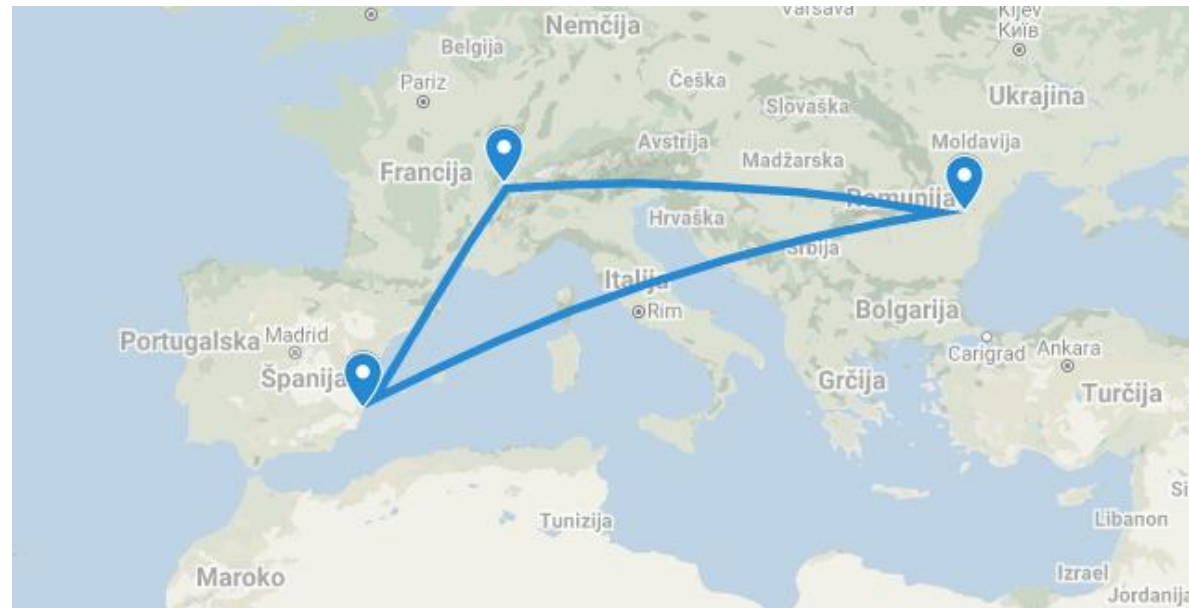 Varšava
Kijev
Київ
Nemčija
Belgija
Pariz
Češka
Slovaška
Ukrajina
Avstrija
Moldavija
Madžarska
Francija
Romunija
Hrvaška
Srbija
Italija
Rim
Bolgarija
Portugalska
Madrid
Carigrad
Ankara
Španija
Grčija
Turčija
Tunizija
Libanon
Maroko
Izrael
Jordanija